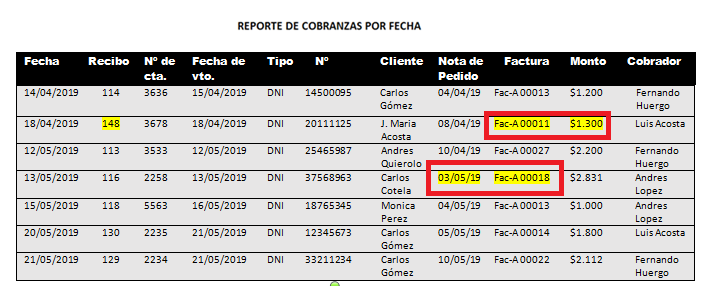 REPORTE DE COBRANZAS POR FECHA
Fecha Recibo Nº de cta. Fecha de vto. Tipo Nº Cliente Nota de Pedido Factura Monto Cobrador
14/04/2019 114 3636 15/04/2019 DNI 14500095 Carlos Gómez 04/04/19 Fac-A 00013 $1.200 Fernando Huergo
18/04/2019 148 3678 18/04/2019 DNI 20111125 J. Maria Acosta 08/04/19 Fac-A 00011 $1.300 Luis Acosta
12/05/2019 113 3533 12/05/2019 DNI 25465987 Andres Quierolo 10/04/19 Fac-A 00027 $2.200 Fernando Huergo
13/05/2019 116 2258 13/05/2019 DNI 37568963 Carlos Cotela 03/05/19 Fac-A 00018 $2.831 Andres Lopez
15/05/2019 118 5563 16/05/2019 DNI 18765345 Monica Perez 04/05/19 Fac-A 00013 $1.000 Andres Lopez
20/05/2019 130 2235 21/05/2019 DNI 12345673 Carlos Gómez 05/05/19 Fac-A 00014 $1.800 Luis Acosta
21/05/2019 129 2234 21/05/2019 DNI 33211234 Carlos Gómez 10/05/19 Fac-A 00022 $2.112 Fernando Huergo